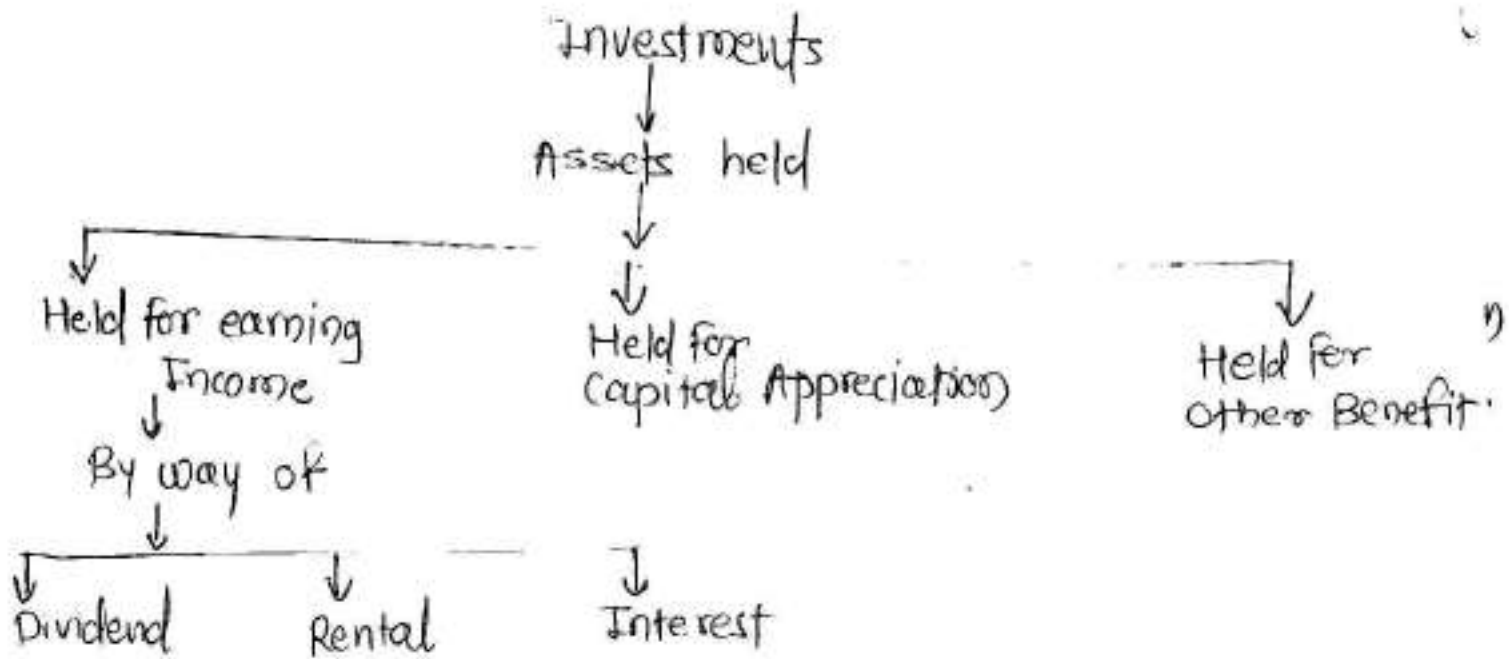 Investments
Assets held
Held for earning
Income
Held for
Capital Appreciation
Held for
Other Benefit.
By way of
Dividend
Rental
Interest